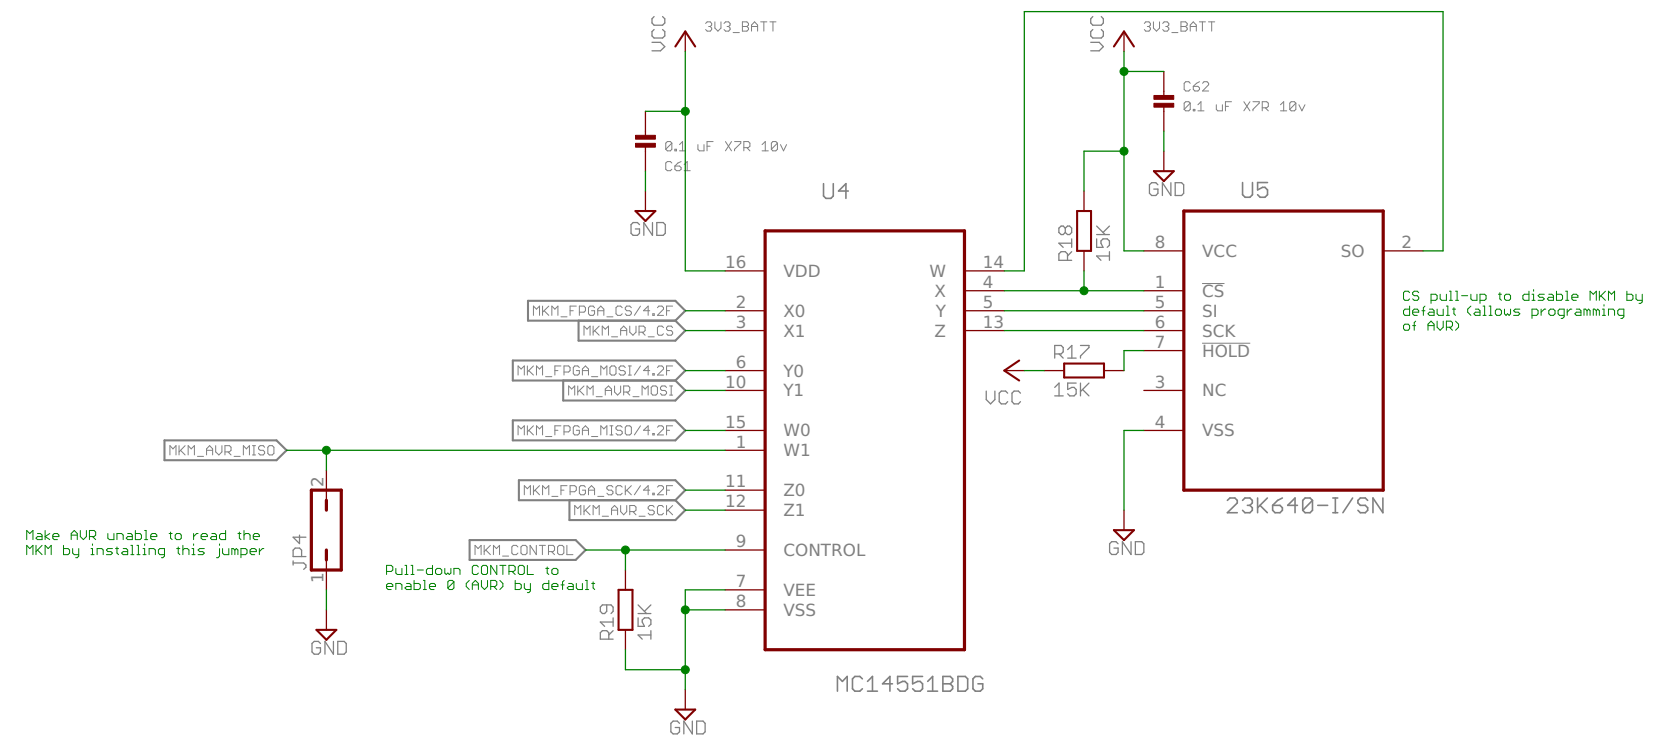 VCC
3V3_BATT
VCC
3V3_BATT
C62
0.1 uF X7R 10v
0.1 uF X7R 10v
C61
GND
GND
U4
U5
R18
15K
16 VDD
2 X0
3 X1
6 Y0
10 Y1
15 W0
1 W1
11 Z0
12 Z1
9 CONTROL
7 VEE
8 VSS
W 14
X 4
Y 5
Z 13
MC14551BDG
8 VCC
1 CS
5 SI
6 SCK
7 HOLD
3 NC
4 VSS
SO 2
23K640-I/SN
R17
15K
VCC
GND
CS pull-up to disable MKM by
default (allows programming
of AVR)
MKM_FPGA_CS/4.2F
MKM_AVR_CS
MKM_FPGA_MOSI/4.2F
MKM_AVR_MOSI
MKM_FPGA_MISO/4.2F
MKM_AVR_MISO
MKM_FPGA_SCK/4.2F
MKM_AVR_SCK
MKM_CONTROL
Pull-down CONTROL to
enable 0 (AVR) by default
R19
15K
GND
Make AVR unable to read the
MKM by installing this jumper
2
JP4
1
GND